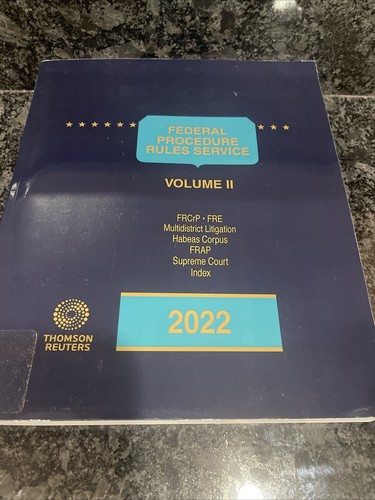 FEDERAL
PROCEDURE
RULES SERVICE
VOLUME II
FRCrP • FRE
Multidistrict Litigation
Habeas Corpus
FRAP
Supreme Court
Index
2022
THOMSON
REUTERS